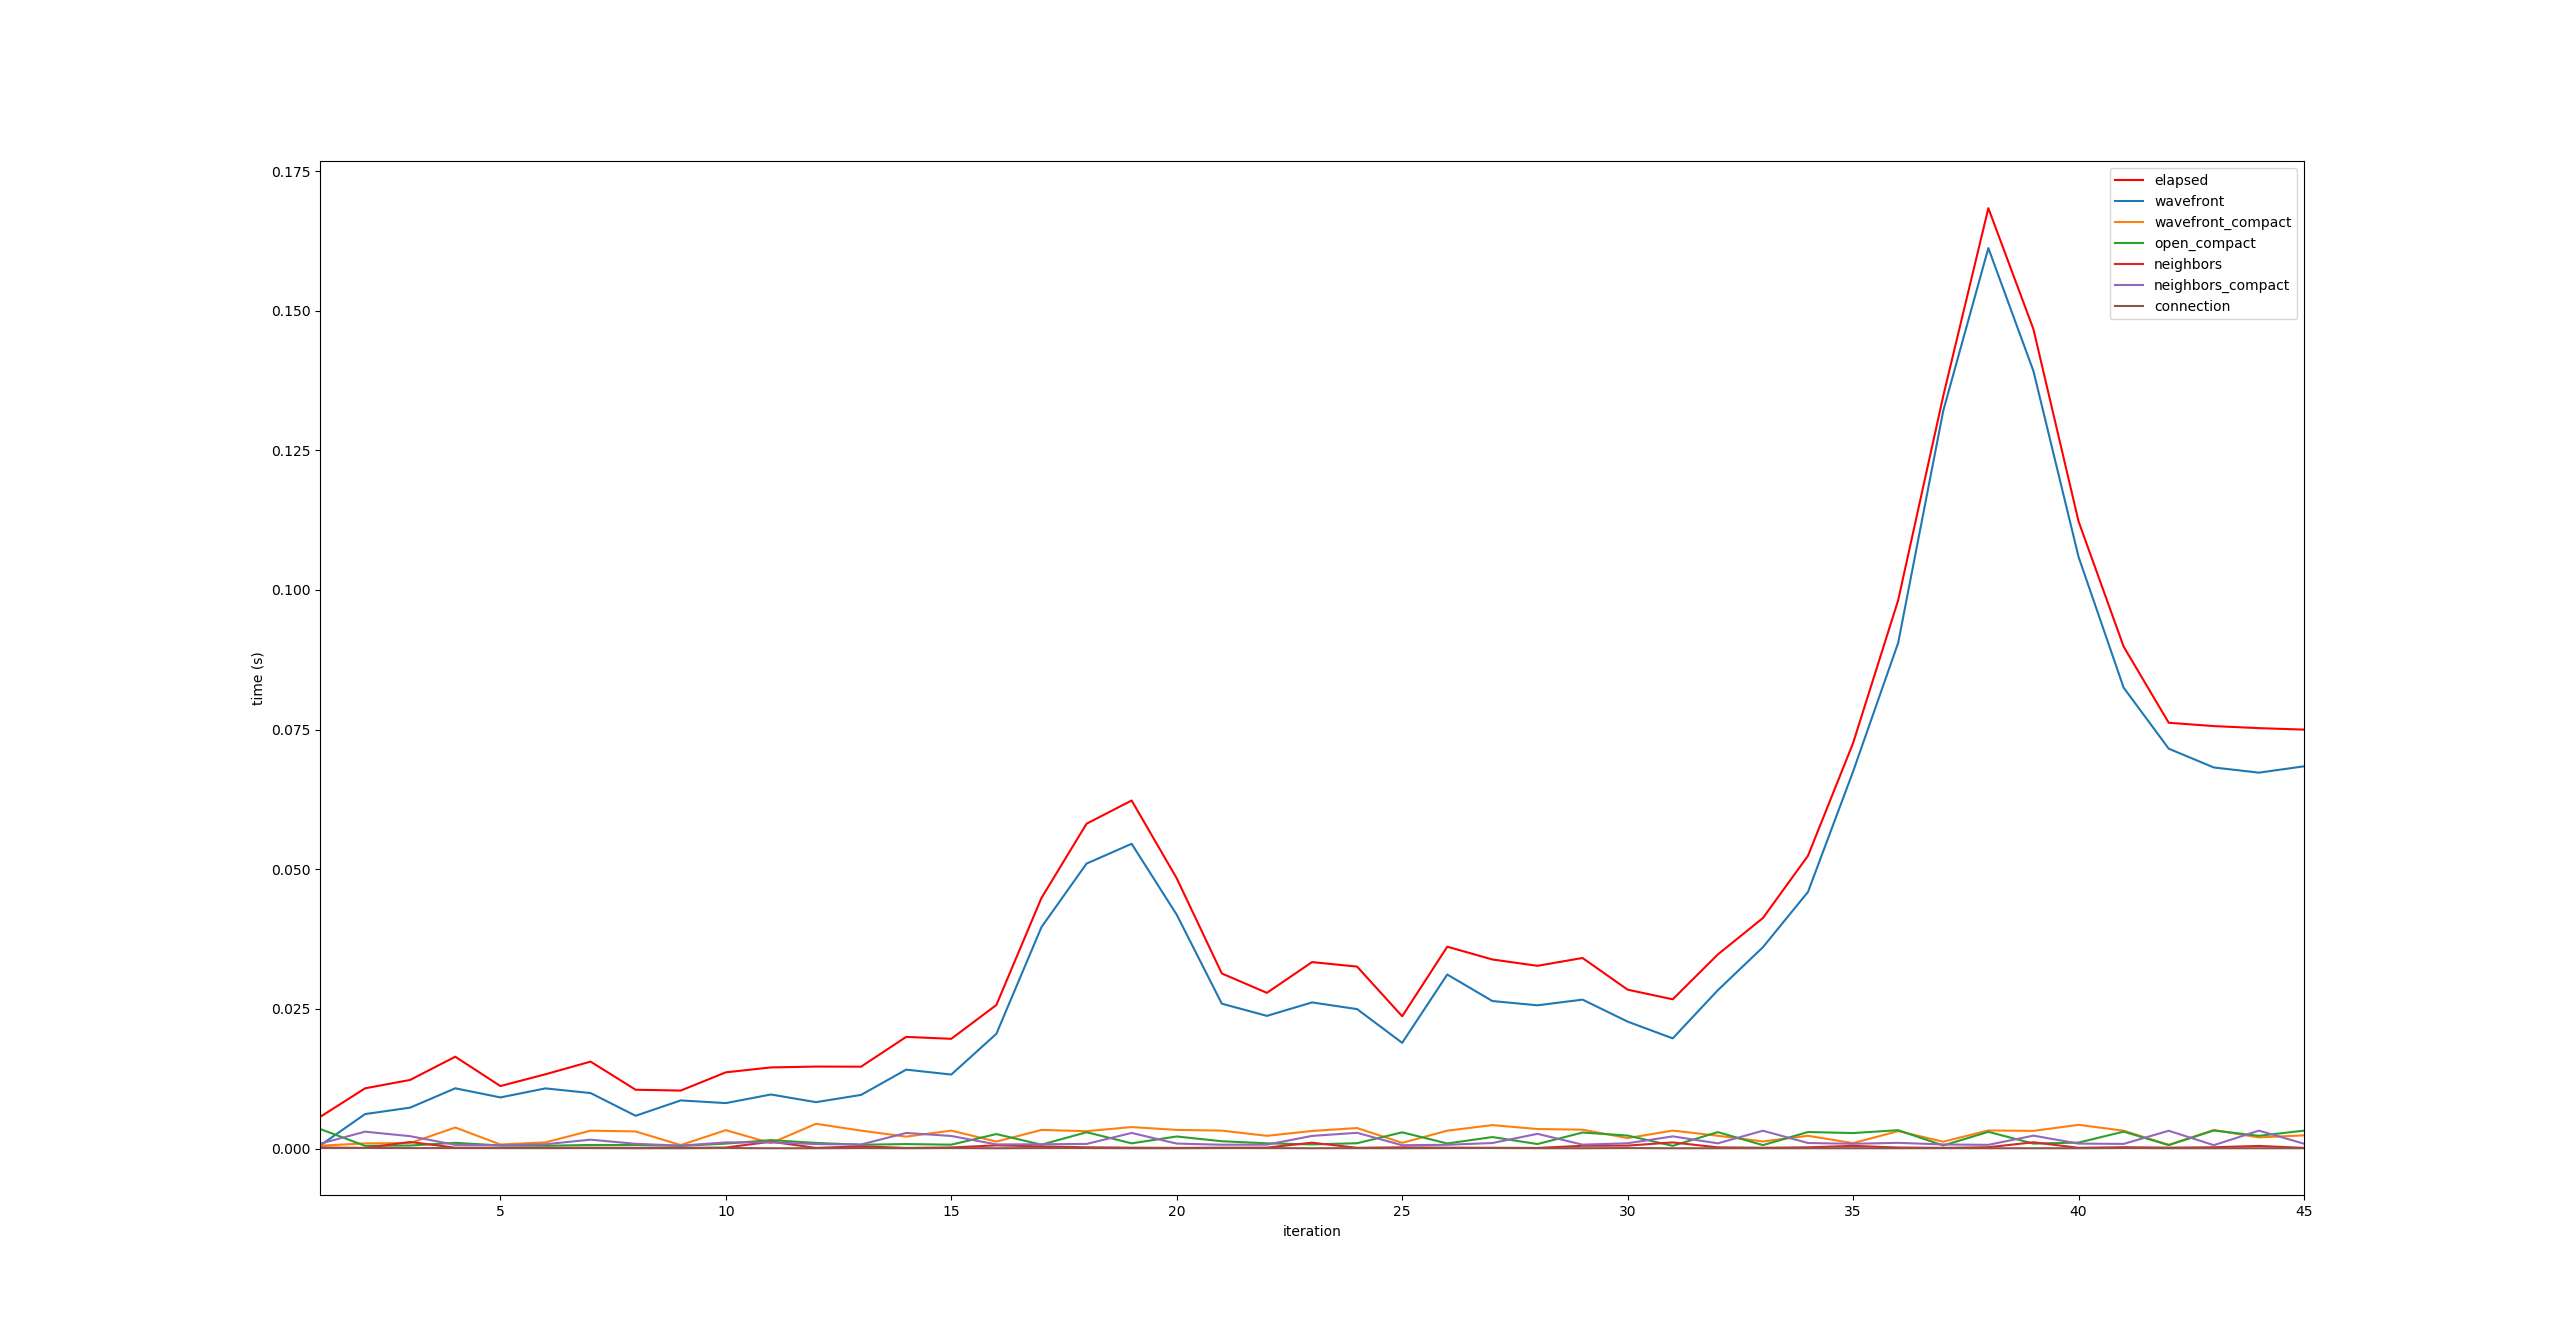 0.175
0.150
0.125
0.100
0.075
0.050
0.025
0.000
time (s)
5 10 15 20 25 30 35 40 45
iteration
elapsed
wavefront
wavefront_compact
open_compact
neighbors
neighbors_compact
connection